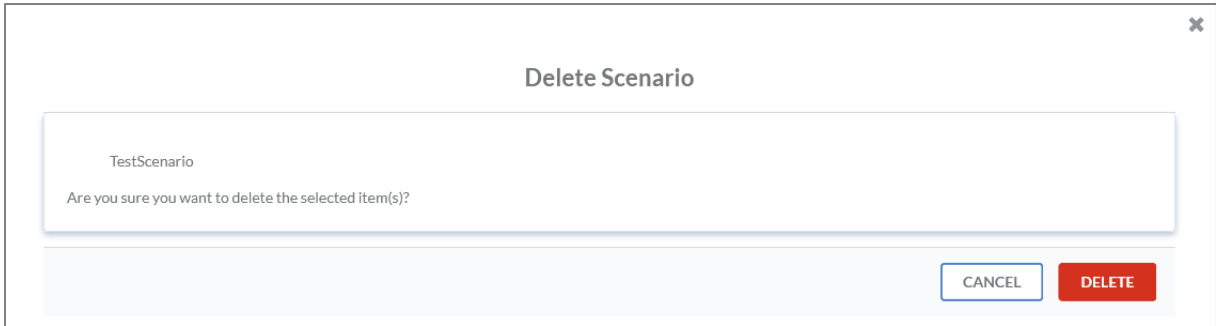 Delete Scenario
TestScenario
Are you sure you want to delete the selected item(s)?
CANCEL
DELETE